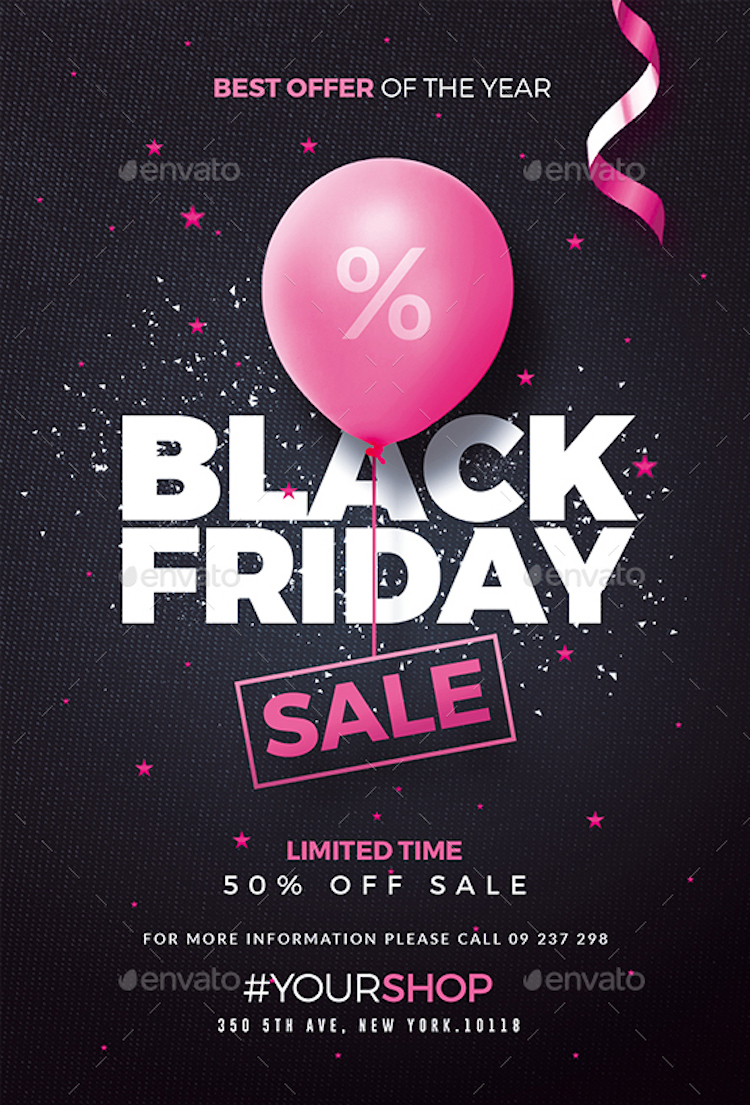 BEST OFFER OF THE YEAR
envato envato
%
BLACK
FRIDAY
envato envato
SALE
LIMITED TIME
50% OFF SALE
FOR MORE INFORMATION PLEASE CALL 09 237 298
envato envato
#YOURSHOP
350 5TH AVE, NEW YORK.10118